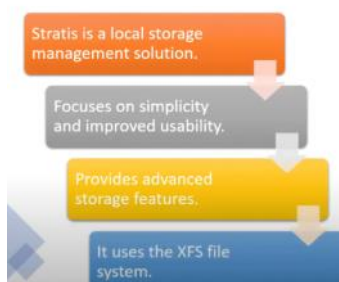 Stratis is a local storage
management solution.
Focuses on simplicity
and improved usability.
Provides advanced
storage features.
It uses the XFS file
system.